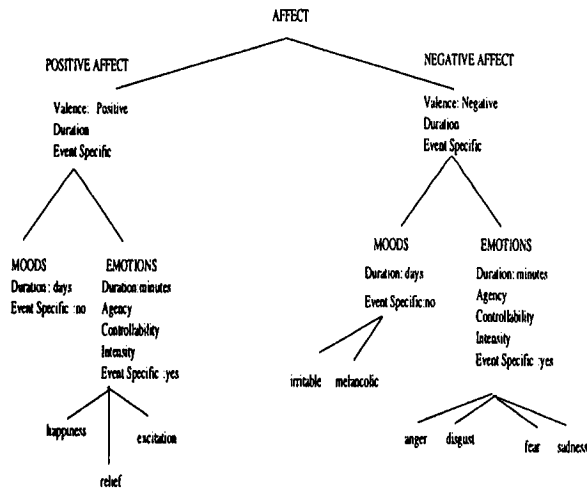 AFFECT
POSITIVE AFFECT
Valence: Positive
Duration
Event Specific
MOODS
Duration: days
Event Specific :no
EMOTIONS
Duration:minutes
Agency
Controllability
Intensity
Event Specific :yes
happiness
excitation
relief
NEGATIVE AFFECT
Valence: Negative
Duration
Event Specific
MOODS
Duration: days
Event Specific:no
irritable melancolic
EMOTIONS
Duration:minutes
Agency
Controllability
Intensity
Event Specific :yes
anger disgust fear sadness